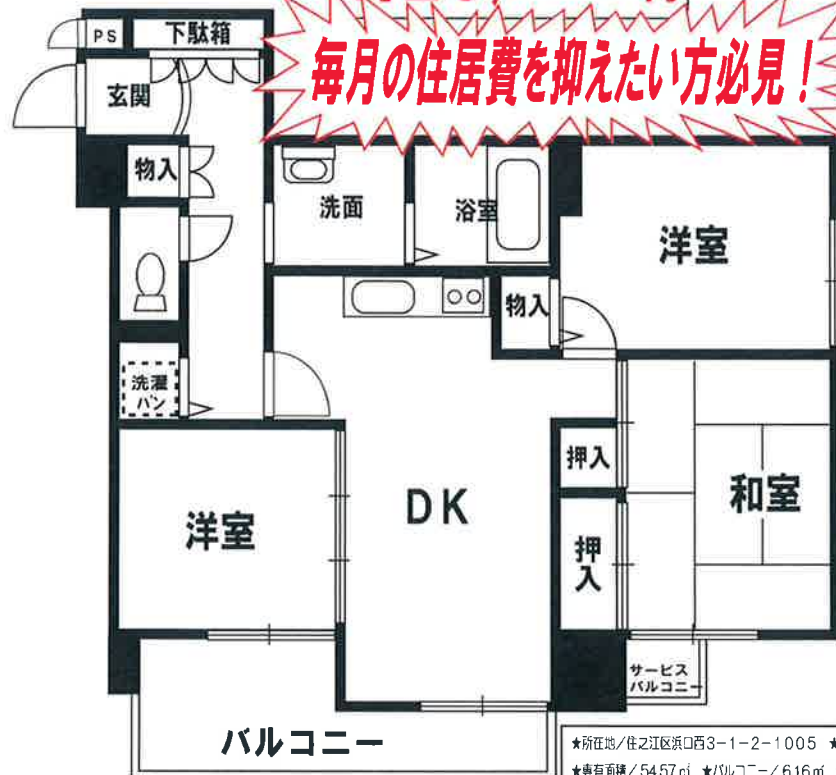 毎月の住居費を抑えたい方必見！
PS
下駄箱
玄関
物入
洗面
浴室
洋室
物入
洗濯
パン
押入
和室
DK
洋室
押入
サービス
バルコニー
バルコニー
★所在地/住之江区浜口西3-1-2-1005 ★
★専有面積/54.57㎡ ★バルコニー/6.16㎡